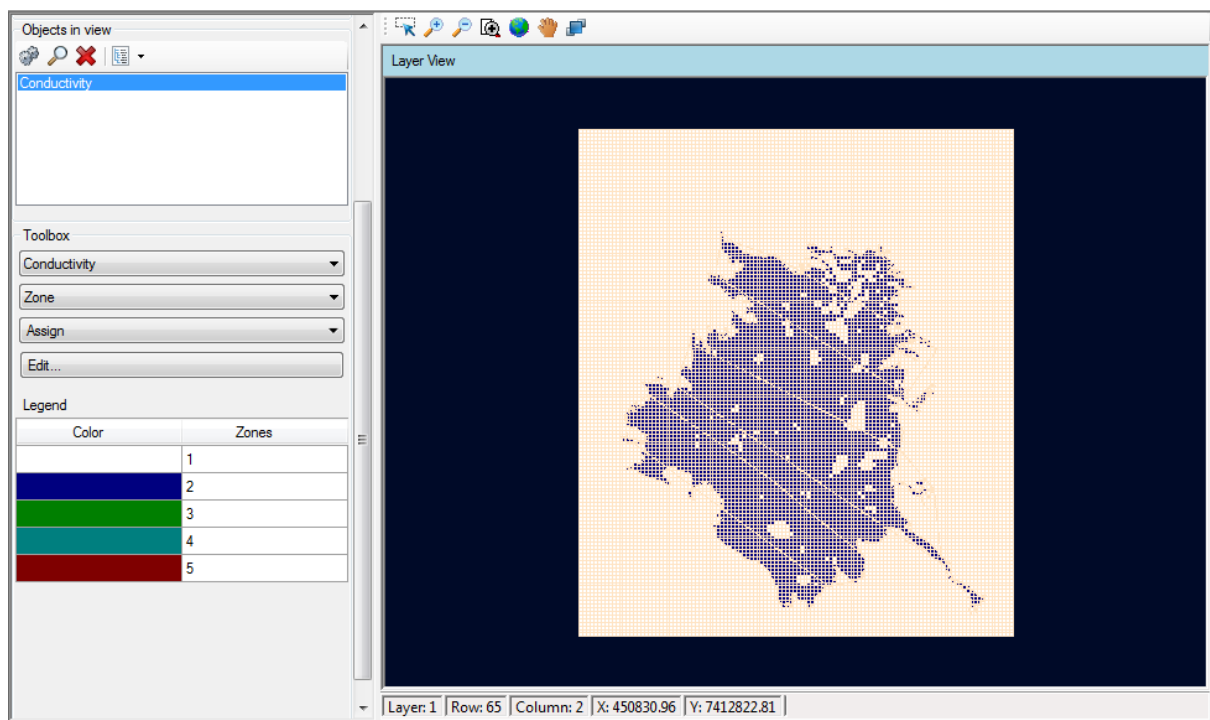 Objects in view
Conductivity
Toolbox
Conductivity
Zone
Assign
Edit...
Legend
Color Zones
1
2
3
4
5
Layer View
Layer: 1 Row: 65 Column: 2 X: 450830.96 Y: 7412822.81